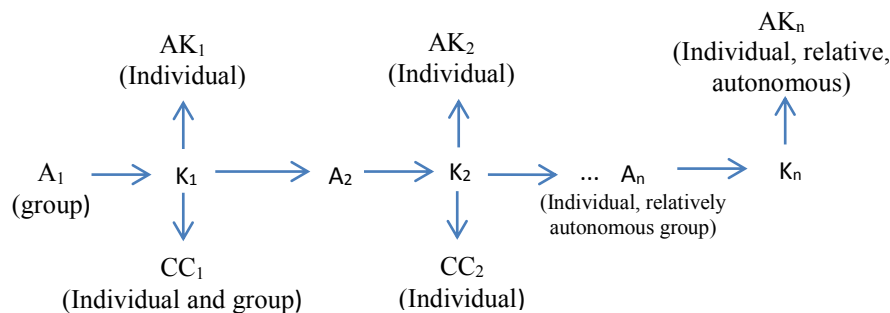 AK₁
(Individual)
AK₂
(Individual)
AKₙ
(Individual, relative,
autonomous)
A₁
(group)
K₁
A₂
K₂
... Aₙ
(Individual, relatively
autonomous group)
Kₙ
CC₁
(Individual and group)
CC₂
(Individual)